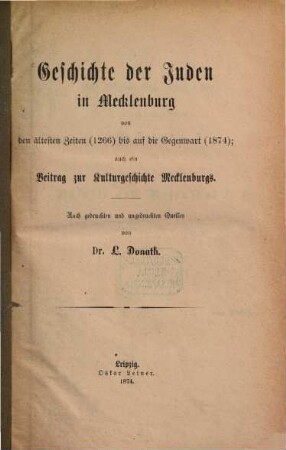 Geschichte der Juden
in Mecklenburg
von
den ältesten Zeiten (1266) bis auf die Gegenwart (1874);
auch ein
Beitrag zur Kulturgeschichte Mecklenburgs.
Nach gedruckten und ungedruckten Quellen
von
Dr. L. Donath.
Leipzig.
Oskar Leiner.
1874.